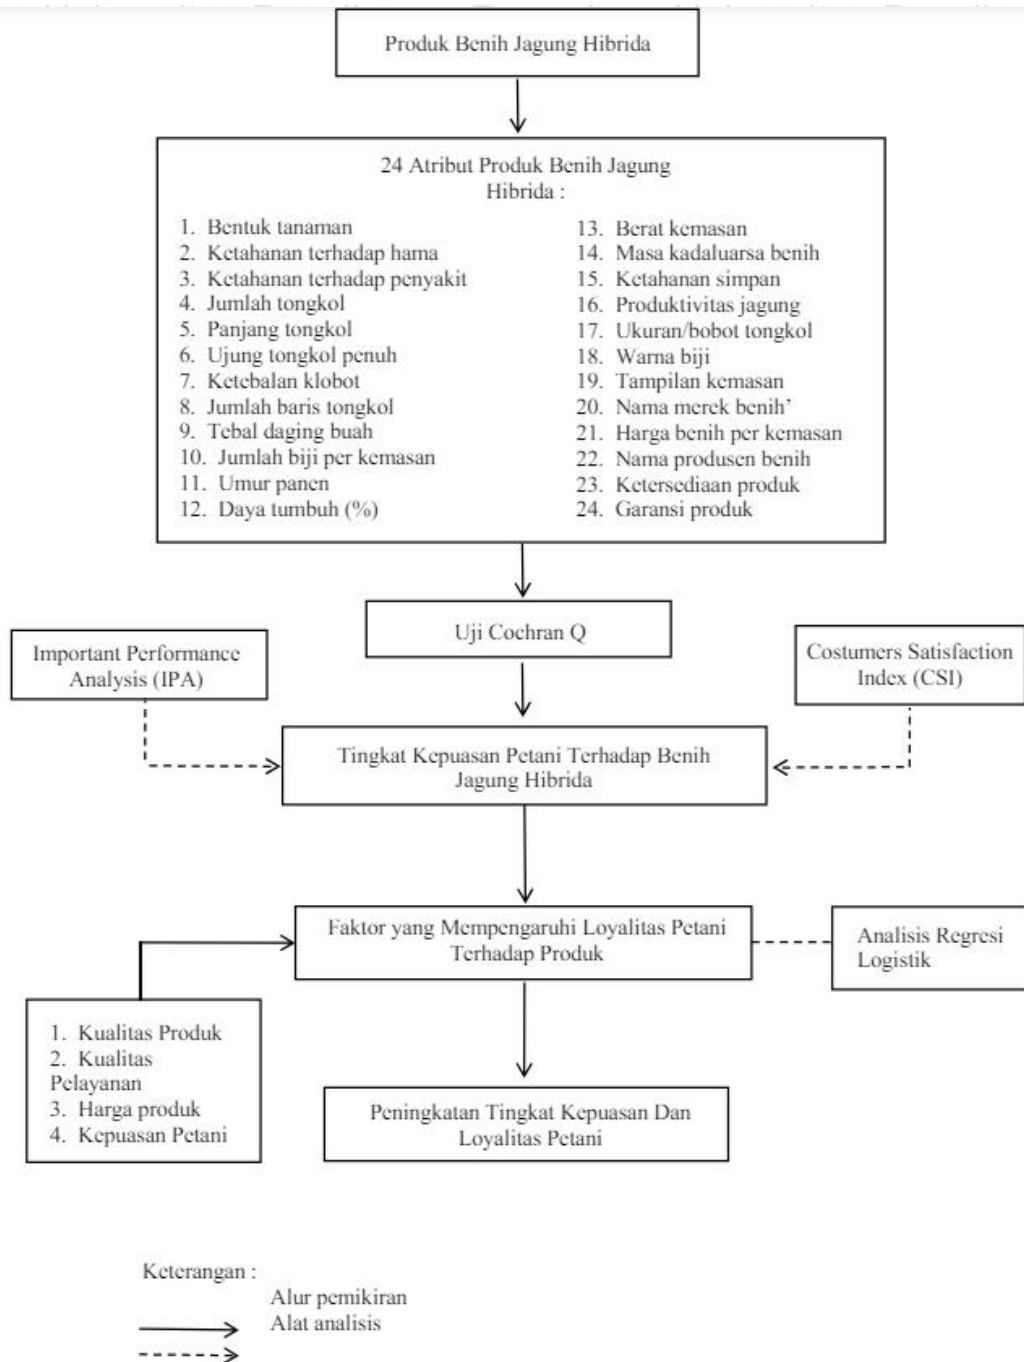 Produk Benih Jagung Hibrida
24 Atribut Produk Benih Jagung
Hibrida :
1. Bentuk tanaman
2. Ketahanan terhadap hama
3. Ketahanan terhadap penyakit
4. Jumlah tongkol
5. Panjang tongkol
6. Ujung tongkol penuh
7. Ketebalan klobot
8. Jumlah baris tongkol
9. Tebal daging buah
10. Jumlah biji per kemasan
11. Umur panen
12. Daya tumbuh (%)
13. Berat kemasan
14. Masa kadaluarsa benih
15. Ketahanan simpan
16. Produktivitas jagung
17. Ukuran/bobot tongkol
18. Warna biji
19. Tampilan kemasan
20. Nama merek benih’
21. Harga benih per kemasan
22. Nama produsen benih
23. Ketersediaan produk
24. Garansi produk
Uji Cochran Q
Important Performance
Analysis (IPA)
Costumers Satisfaction
Index (CSI)
Tingkat Kepuasan Petani Terhadap Benih
Jagung Hibrida
Faktor yang Mempengaruhi Loyalitas Petani
Terhadap Produk
Analisis Regresi
Logistik
1. Kualitas Produk
2. Kualitas
Pelayanan
3. Harga produk
4. Kepuasan Petani
Peningkatan Tingkat Kepuasan Dan
Loyalitas Petani
Keterangan :
Alur pemikiran
Alat analisis